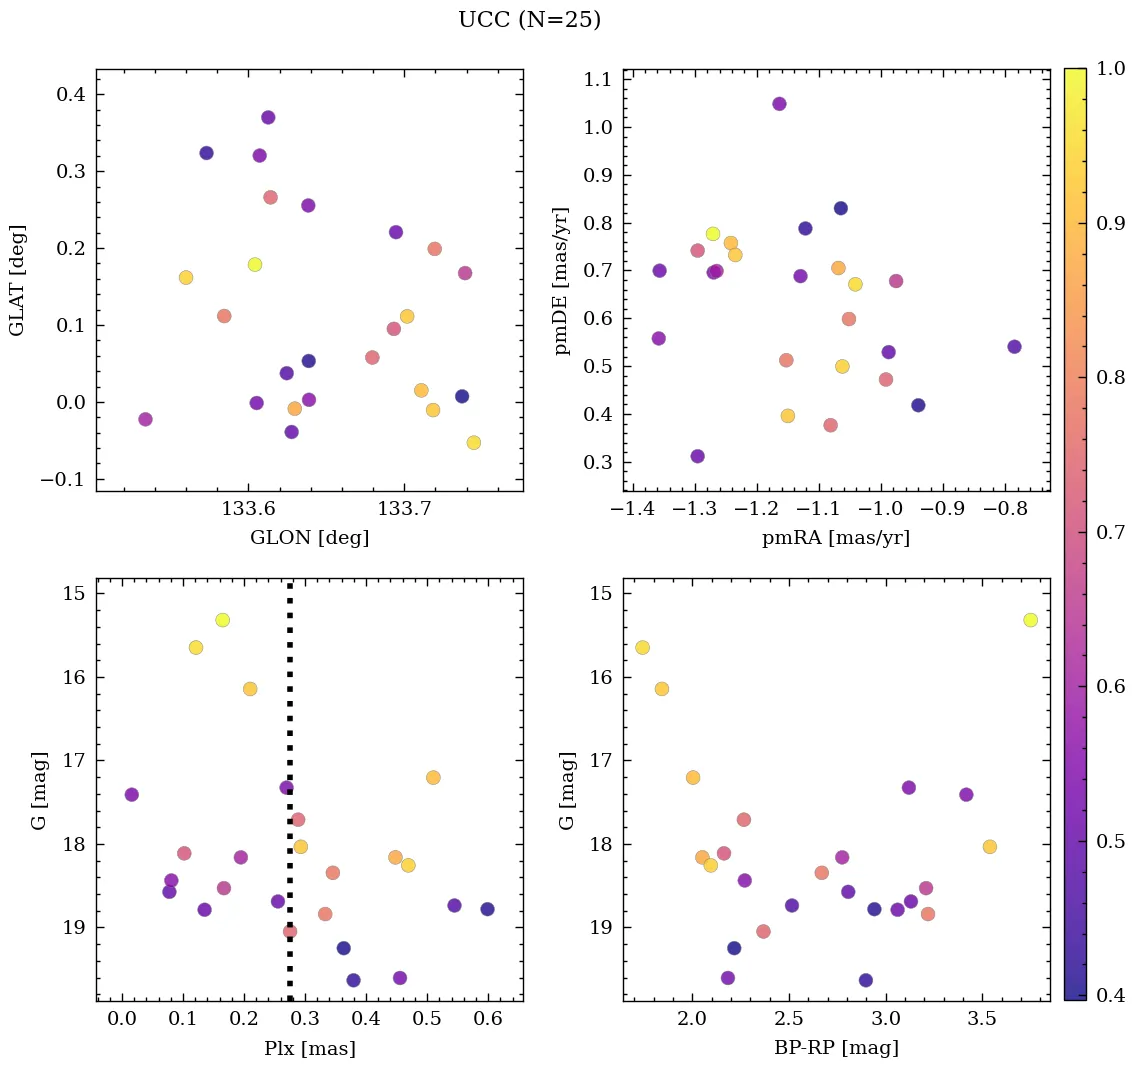 UCC (N=25)
0.4
0.3
0.2
0.1
0.0
−0.1
GLAT [deg]
133.6 133.7
GLON [deg]
1.1
1.0
0.9
0.8
0.7
0.6
0.5
0.4
0.3
pmDE [mas/yr]
−1.4 −1.3 −1.2 −1.1 −1.0 −0.9 −0.8
pmRA [mas/yr]
15
16
17
18
19
G [mag]
0.0 0.1 0.2 0.3 0.4 0.5 0.6
Plx [mas]
15
16
17
18
19
G [mag]
2.0 2.5 3.0 3.5
BP-RP [mag]
1.0
0.9
0.8
0.7
0.6
0.5
0.4